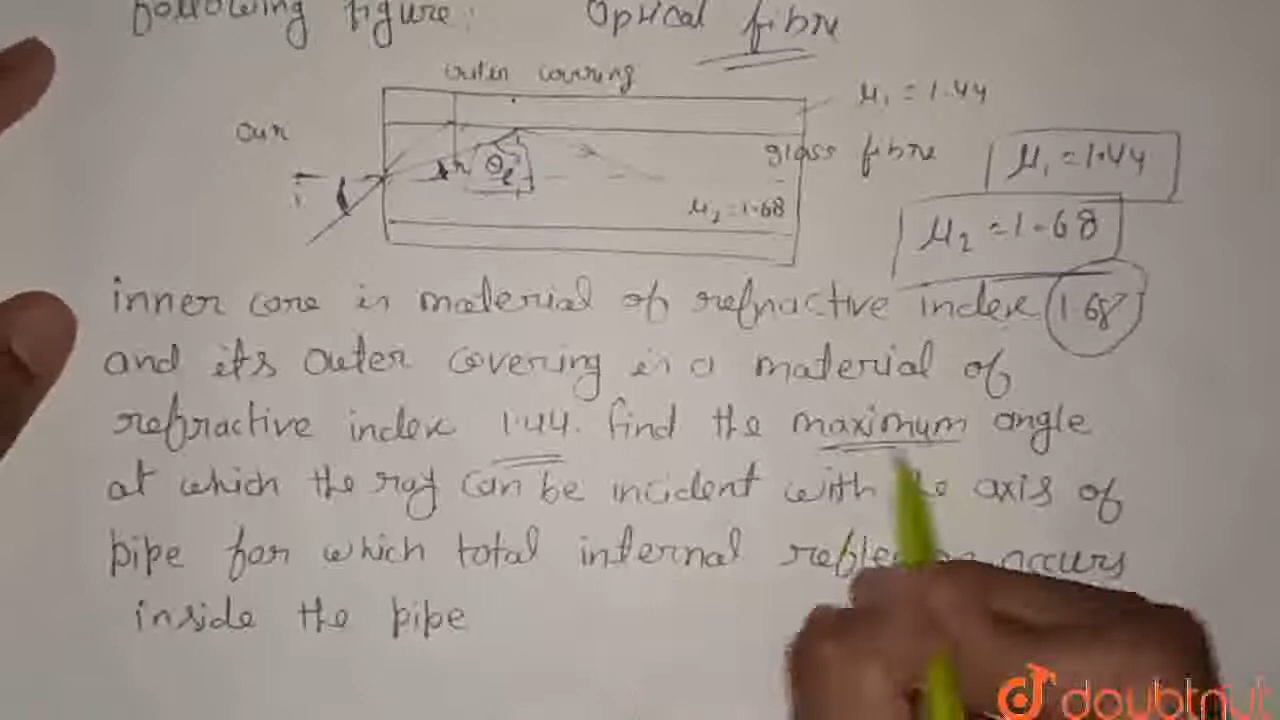 following figure: Optical fibre
outer covering
μ₁ = 1.44
glass fibre
μ₁ = 1.44
i
r
θc
μ₂ = 1.68
μ₂ = 1.68
inner core is material of refractive index 1.68
and its outer covering is a material of
refractive index 1.44. find the maximum angle
at which the ray can be incident with the axis of
pipe for which total internal reflection occurs
inside the pipe
doubtnut